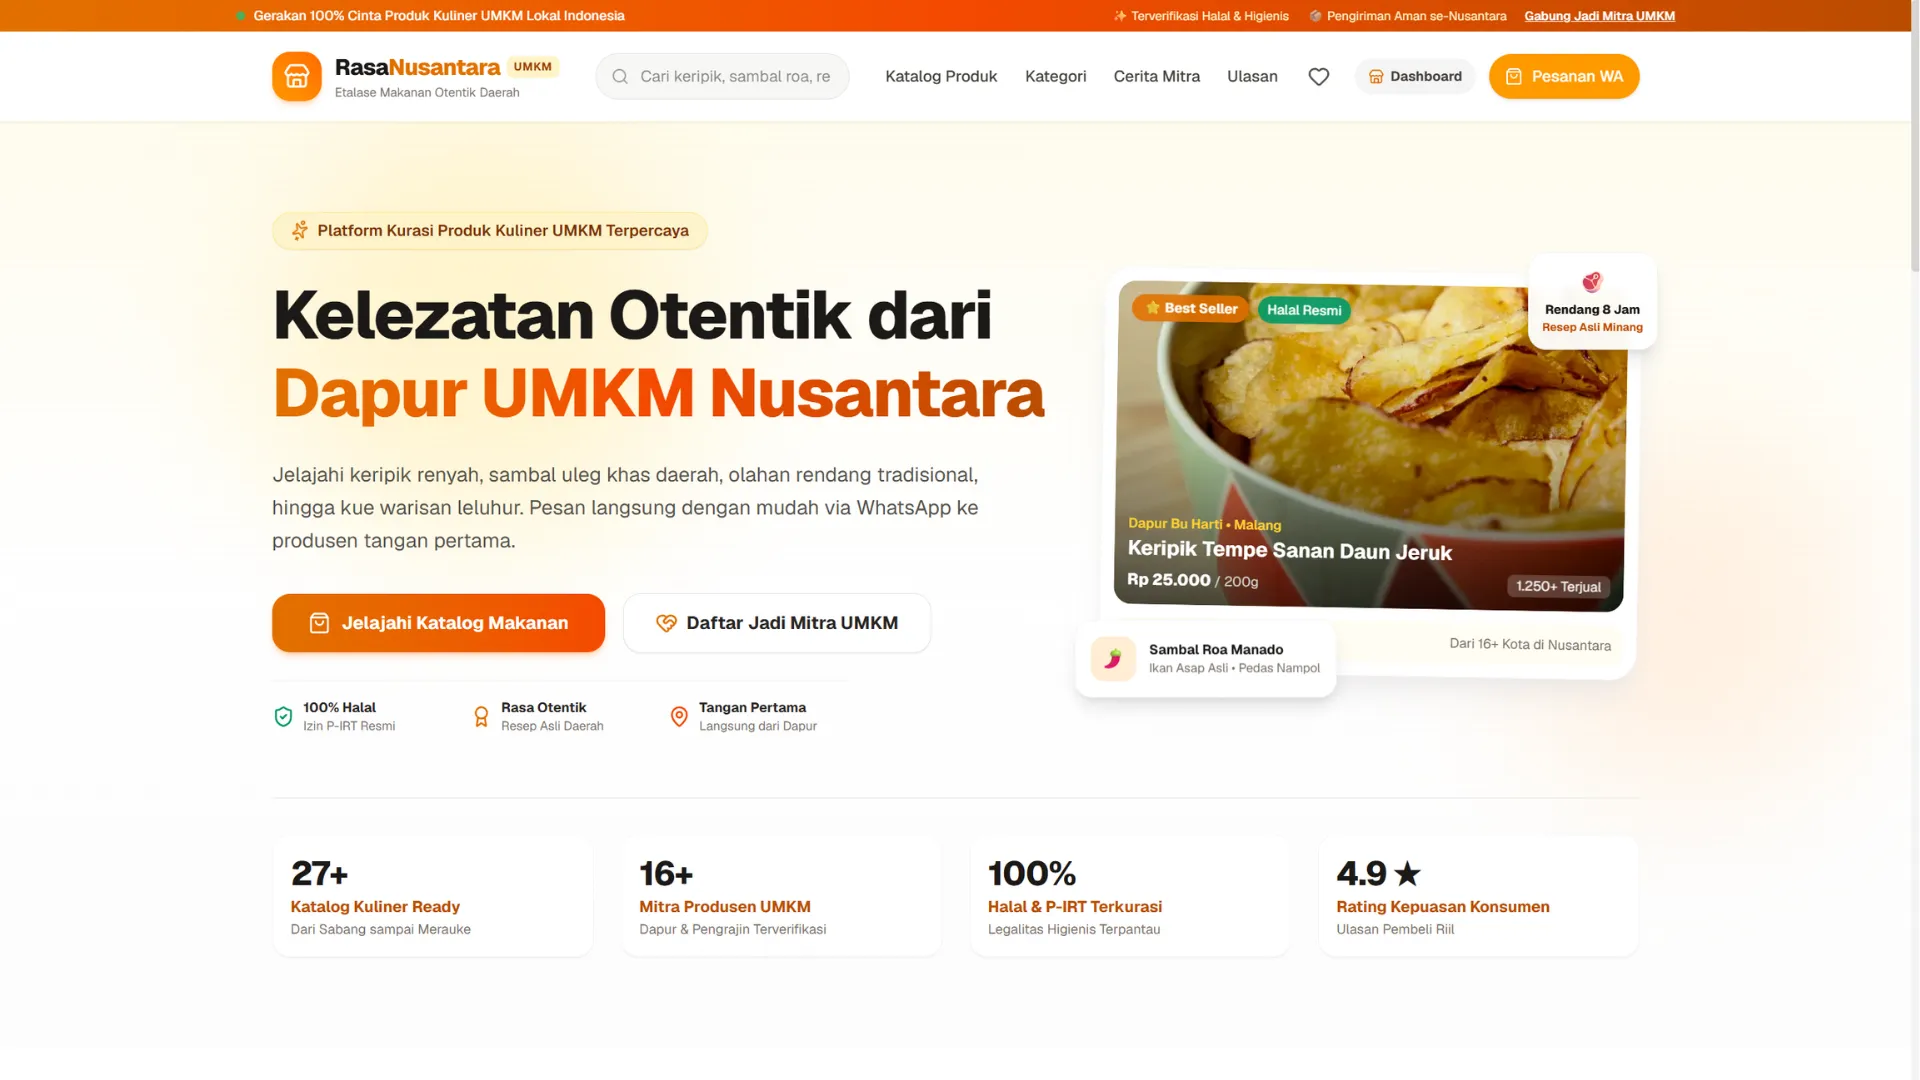 Gerakan 100% Cinta Produk Kuliner UMKM Lokal Indonesia
Terverifikasi Halal & Higienis
Pengiriman Aman se-Nusantara
Gabung Jadi Mitra UMKM
RasaNusantara UMKM
Etalase Makanan Otentik Daerah
Cari keripik, sambal roa, re
Katalog Produk
Kategori
Cerita Mitra
Ulasan
Dashboard
Pesanan WA
Platform Kurasi Produk Kuliner UMKM Terpercaya
Kelezatan Otentik dari
Dapur UMKM Nusantara
Jelajahi keripik renyah, sambal uleg khas daerah, olahan rendang tradisional,
hingga kue warisan leluhur. Pesan langsung dengan mudah via WhatsApp ke
produsen tangan pertama.
Jelajahi Katalog Makanan
Daftar Jadi Mitra UMKM
100% Halal
Izin P-IRT Resmi
Rasa Otentik
Resep Asli Daerah
Tangan Pertama
Langsung dari Dapur
Best Seller
Halal Resmi
Rendang 8 Jam
Resep Asli Minang
Dapur Bu Harti • Malang
Keripik Tempe Sanan Daun Jeruk
Rp 25.000 / 200g
1.250+ Terjual
Sambal Roa Manado
Ikan Asap Asli • Pedas Nampol
Dari 16+ Kota di Nusantara
27+
Katalog Kuliner Ready
Dari Sabang sampai Merauke
16+
Mitra Produsen UMKM
Dapur & Pengrajin Terverifikasi
100%
Halal & P-IRT Terkurasi
Legalitas Higienis Terpantau
4.9 ★
Rating Kepuasan Konsumen
Ulasan Pembeli Riil